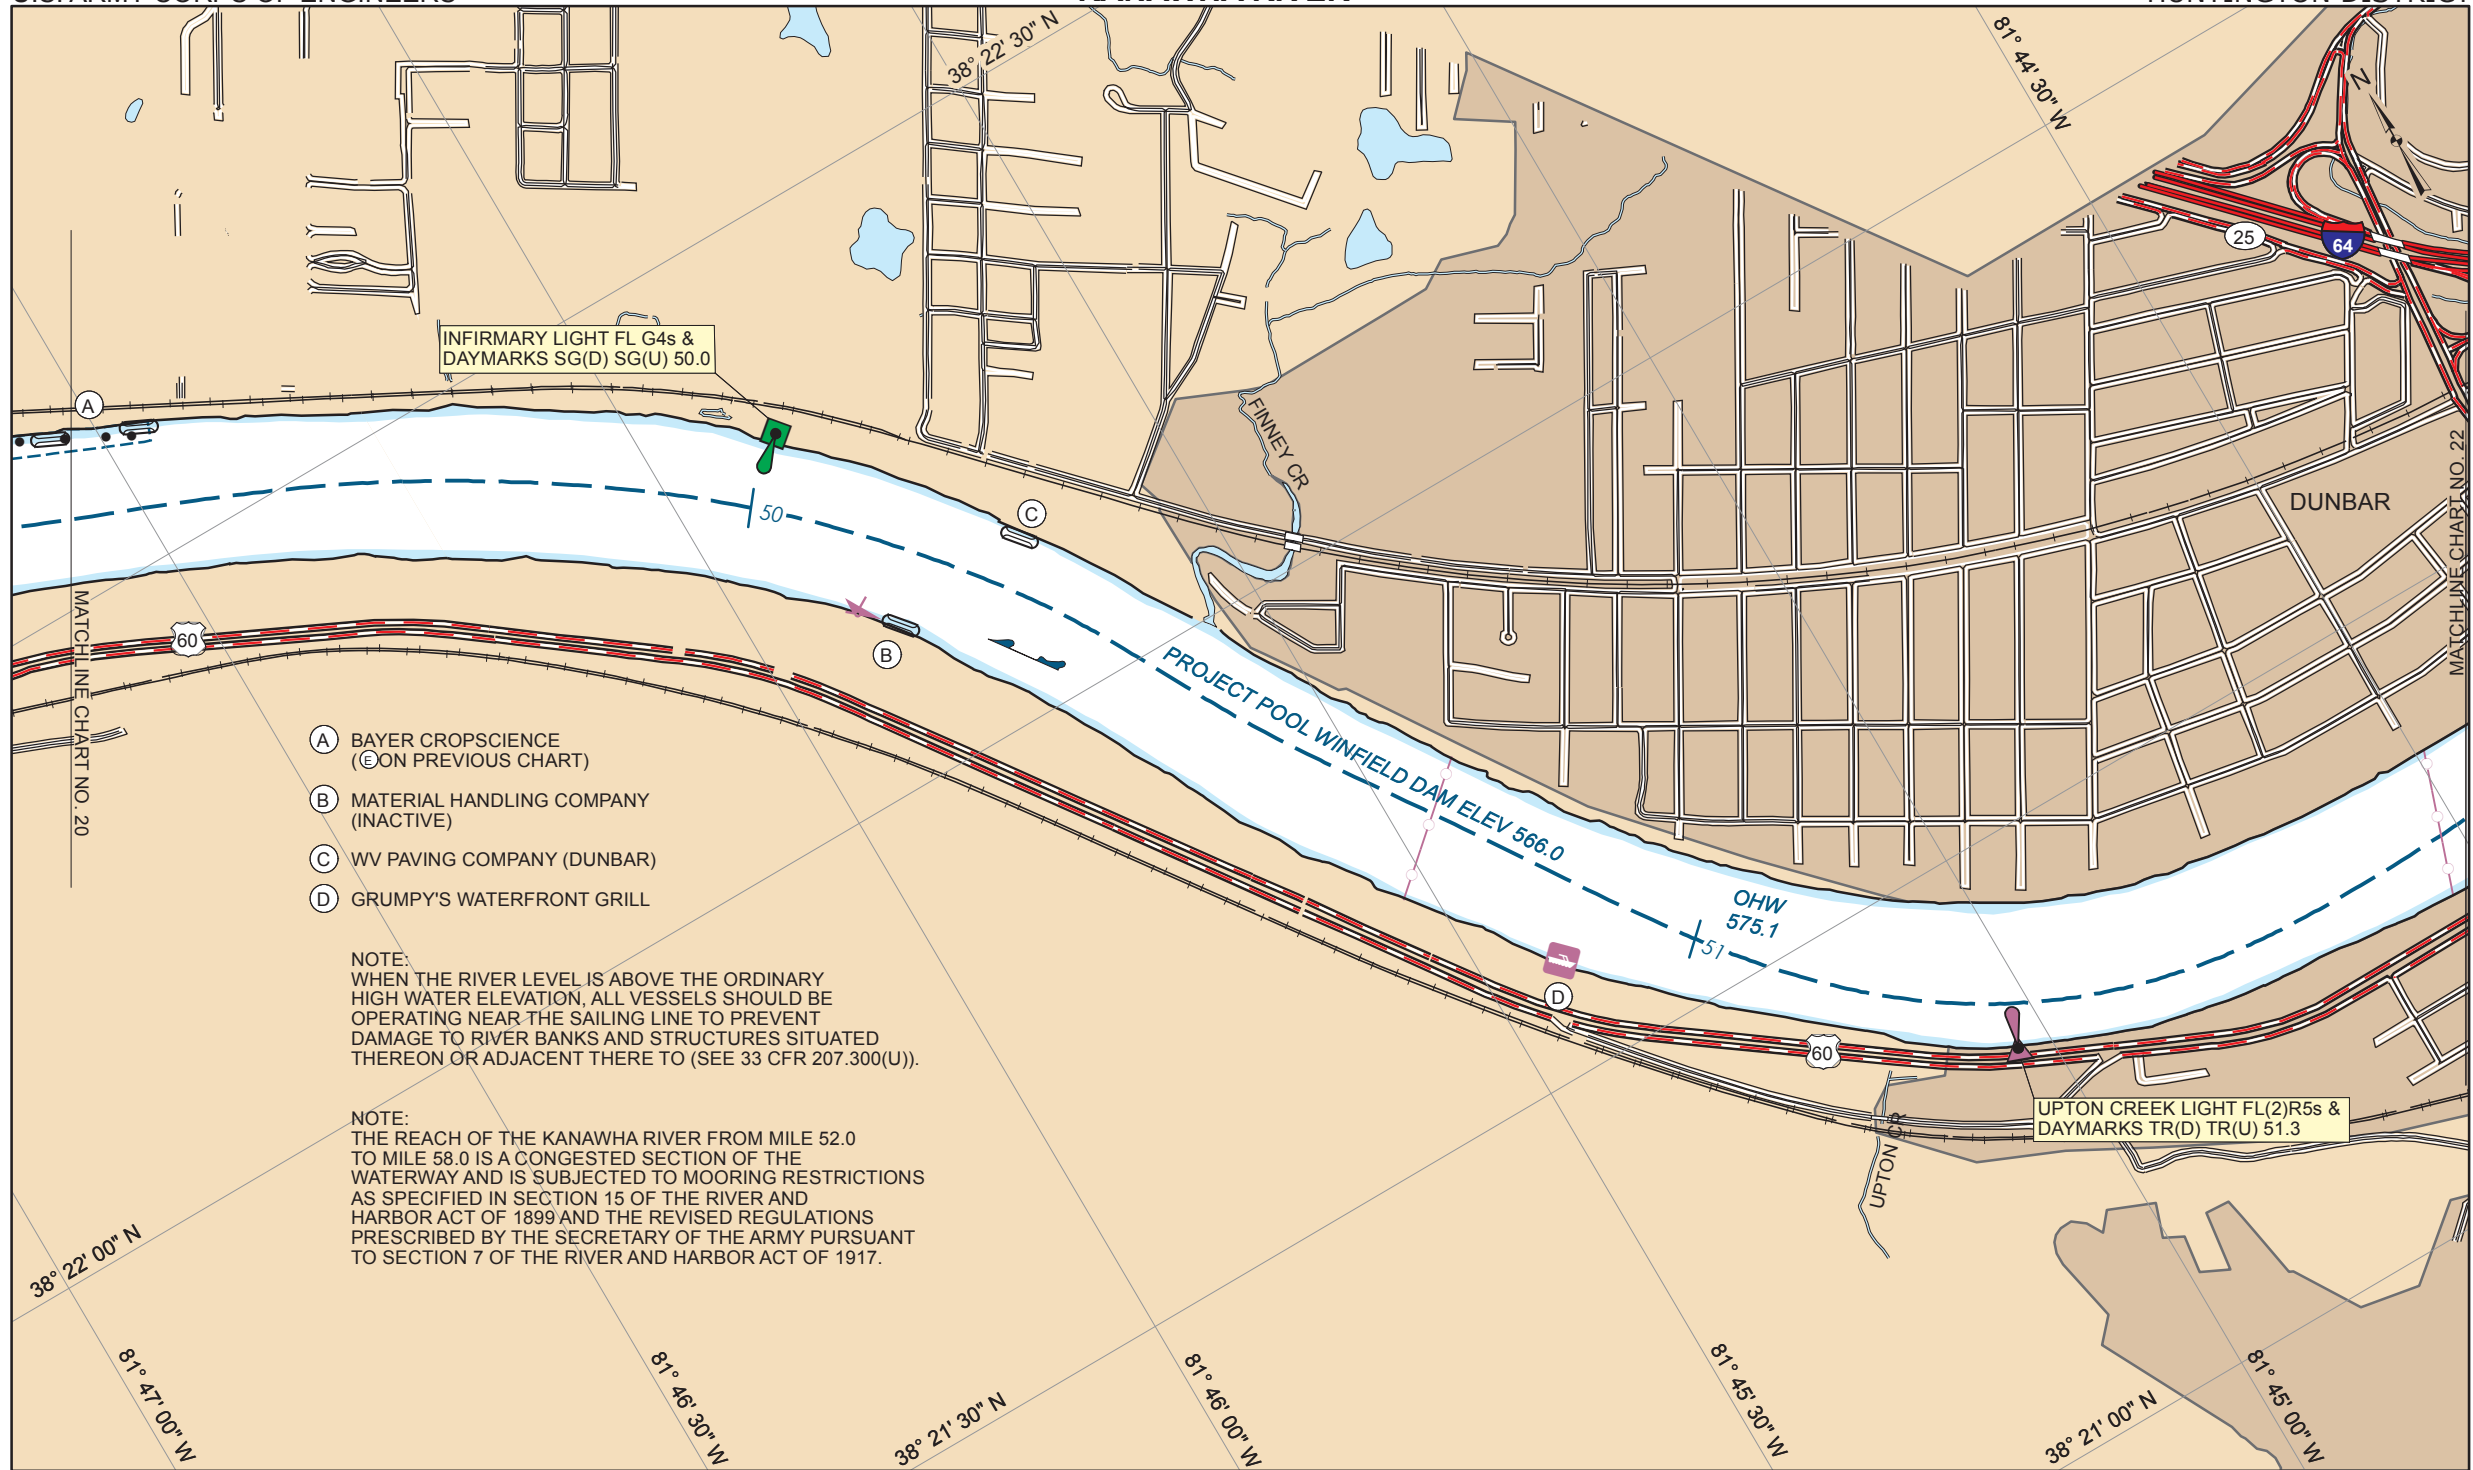 U.S. ARMY CORPS OF ENGINEERS
KANAWHA RIVER
HUNTINGTON DISTRICT
38° 22' 30" N
81° 44' 30" W
N
25
64
INFIRMARY LIGHT FL G4s &
DAYMARKS SG(D) SG(U) 50.0
A
FINNEY CR
DUNBAR
MATCHLINE CHART NO. 22
50
C
MATCHLINE CHART NO. 20
60
B
PROJECT POOL WINFIELD DAM ELEV 566.0
OHW
575.1
51
D
60
A BAYER CROPSCIENCE
(E ON PREVIOUS CHART)
B MATERIAL HANDLING COMPANY
(INACTIVE)
C WV PAVING COMPANY (DUNBAR)
D GRUMPY'S WATERFRONT GRILL
NOTE:
WHEN THE RIVER LEVEL IS ABOVE THE ORDINARY
HIGH WATER ELEVATION, ALL VESSELS SHOULD BE
OPERATING NEAR THE SAILING LINE TO PREVENT
DAMAGE TO RIVER BANKS AND STRUCTURES SITUATED
THEREON OR ADJACENT THERE TO (SEE 33 CFR 207.300(U)).
NOTE:
THE REACH OF THE KANAWHA RIVER FROM MILE 52.0
TO MILE 58.0 IS A CONGESTED SECTION OF THE
WATERWAY AND IS SUBJECTED TO MOORING RESTRICTIONS
AS SPECIFIED IN SECTION 15 OF THE RIVER AND
HARBOR ACT OF 1899 AND THE REVISED REGULATIONS
PRESCRIBED BY THE SECRETARY OF THE ARMY PURSUANT
TO SECTION 7 OF THE RIVER AND HARBOR ACT OF 1917.
UPTON CREEK LIGHT FL(2)R5s &
DAYMARKS TR(D) TR(U) 51.3
UPTON CR
38° 22' 00" N
81° 47' 00" W
81° 46' 30" W
38° 21' 30" N
81° 46' 00" W
81° 45' 30" W
38° 21' 00" N
81° 45' 00" W